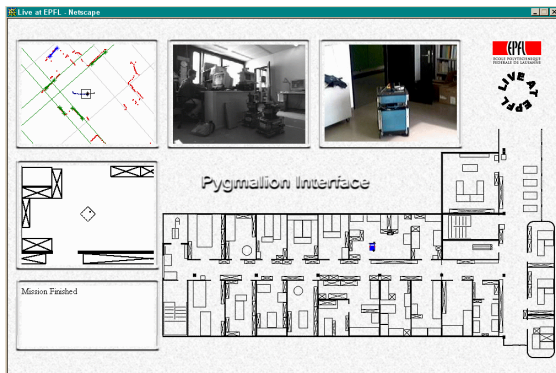 Live at EPFL - Netscape
EPFL
ECOLE POLYTECHNIQUE
FEDERALE DE LAUSANNE
LIVE AT EPFL
Pygmalion Interface
Mission Finished